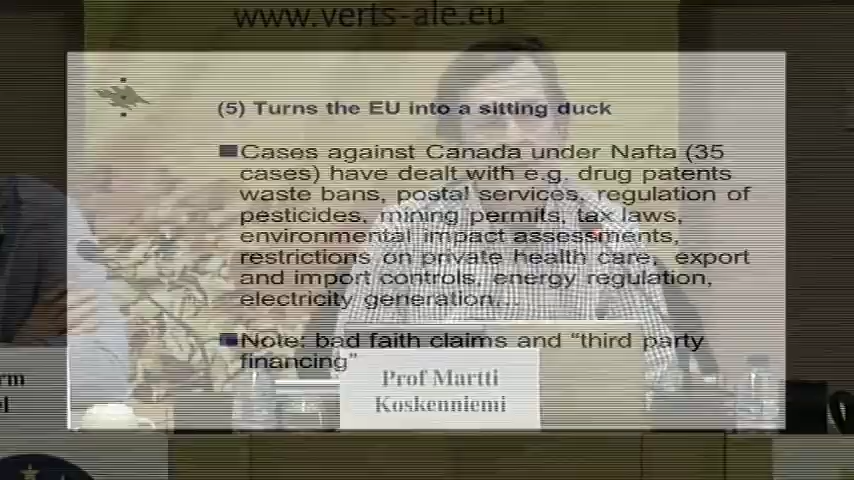 www.verts-ale.eu
(5) Turns the EU into a sitting duck
Cases against Canada under Nafta (35
cases) have dealt with e.g. drug patents
waste bans, postal services, regulation of
pesticides, mining permits, tax laws,
environmental impact assessments,
restrictions on private health care, export
and import controls, energy regulation,
electricity generation...
Note: bad faith claims and "third party
financing"
Prof Martti
Koskenniemi